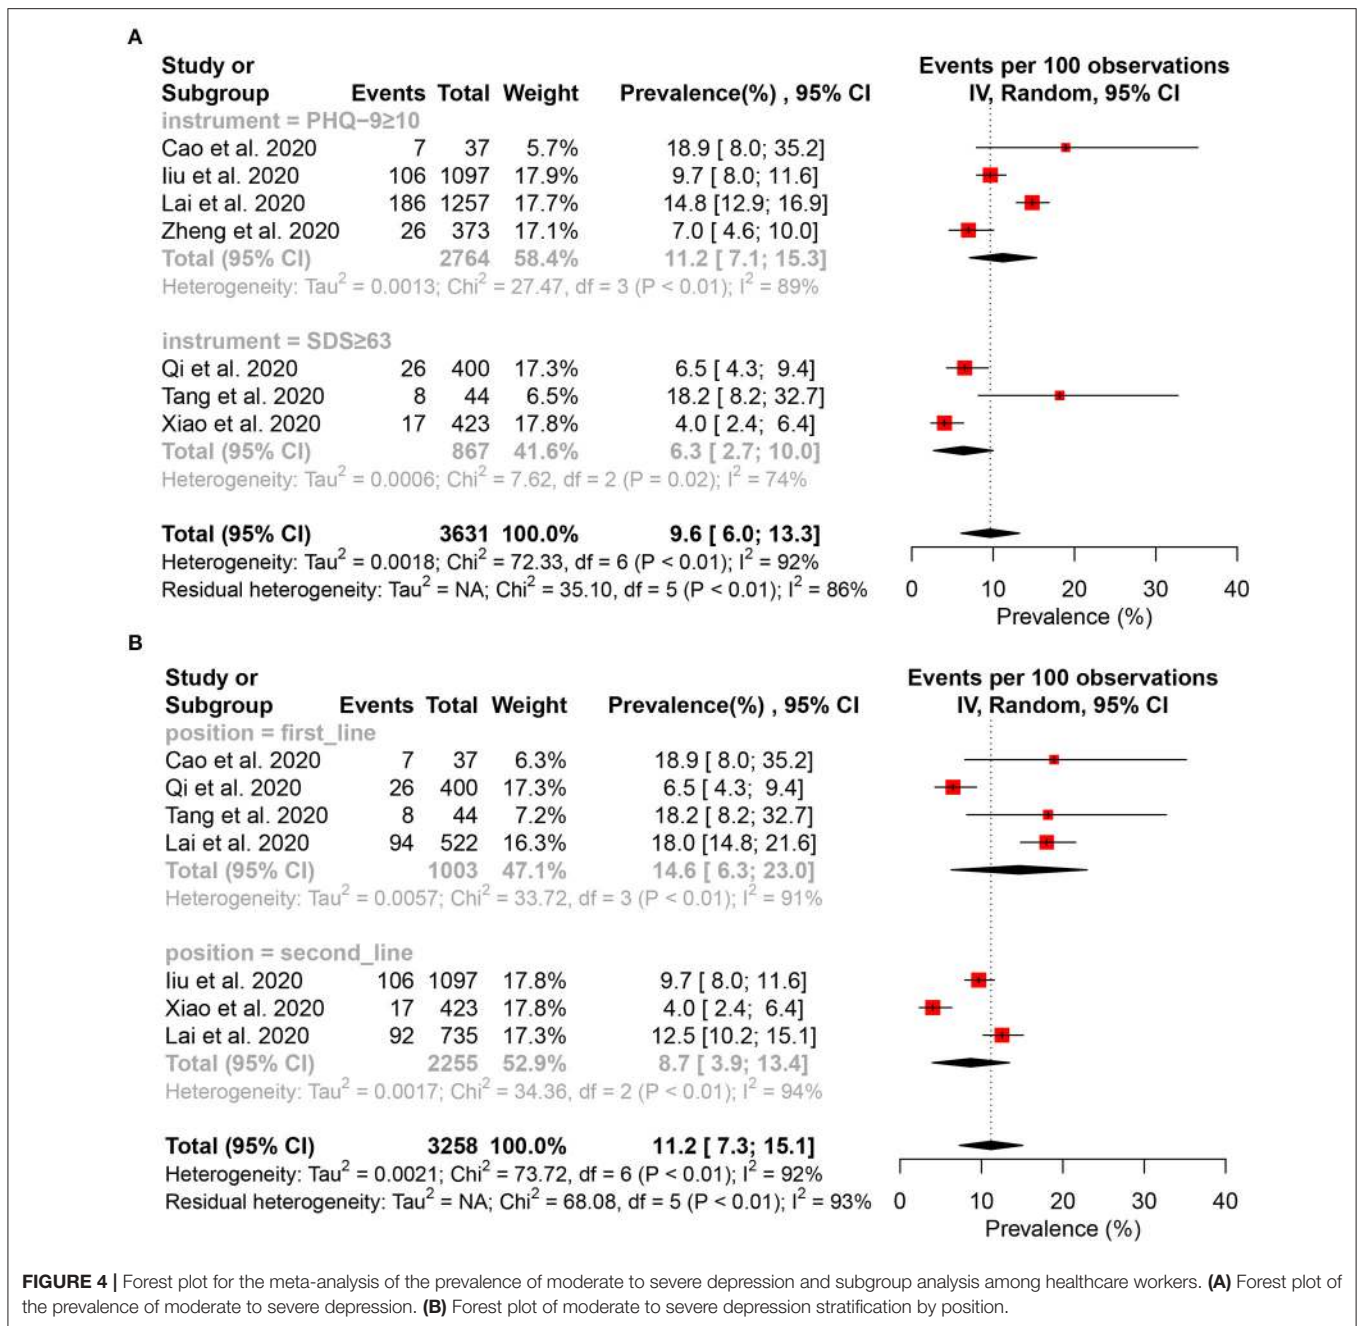 A
Study or
Subgroup Events Total Weight Prevalence(%) , 95% CI
Events per 100 observations
IV, Random, 95% CI
instrument = PHQ−9≥10
Cao et al. 2020 7 37 5.7% 18.9 [ 8.0; 35.2]
liu et al. 2020 106 1097 17.9% 9.7 [ 8.0; 11.6]
Lai et al. 2020 186 1257 17.7% 14.8 [12.9; 16.9]
Zheng et al. 2020 26 373 17.1% 7.0 [ 4.6; 10.0]
Total (95% CI) 2764 58.4% 11.2 [ 7.1; 15.3]
Heterogeneity: Tau² = 0.0013; Chi² = 27.47, df = 3 (P < 0.01); I² = 89%
instrument = SDS≥63
Qi et al. 2020 26 400 17.3% 6.5 [ 4.3; 9.4]
Tang et al. 2020 8 44 6.5% 18.2 [ 8.2; 32.7]
Xiao et al. 2020 17 423 17.8% 4.0 [ 2.4; 6.4]
Total (95% CI) 867 41.6% 6.3 [ 2.7; 10.0]
Heterogeneity: Tau² = 0.0006; Chi² = 7.62, df = 2 (P = 0.02); I² = 74%
Total (95% CI) 3631 100.0% 9.6 [ 6.0; 13.3]
Heterogeneity: Tau² = 0.0018; Chi² = 72.33, df = 6 (P < 0.01); I² = 92%
Residual heterogeneity: Tau² = NA; Chi² = 35.10, df = 5 (P < 0.01); I² = 86%
0 10 20 30 40
Prevalence (%)
B
Study or
Subgroup Events Total Weight Prevalence(%) , 95% CI
Events per 100 observations
IV, Random, 95% CI
position = first_line
Cao et al. 2020 7 37 6.3% 18.9 [ 8.0; 35.2]
Qi et al. 2020 26 400 17.3% 6.5 [ 4.3; 9.4]
Tang et al. 2020 8 44 7.2% 18.2 [ 8.2; 32.7]
Lai et al. 2020 94 522 16.3% 18.0 [14.8; 21.6]
Total (95% CI) 1003 47.1% 14.6 [ 6.3; 23.0]
Heterogeneity: Tau² = 0.0057; Chi² = 33.72, df = 3 (P < 0.01); I² = 91%
position = second_line
liu et al. 2020 106 1097 17.8% 9.7 [ 8.0; 11.6]
Xiao et al. 2020 17 423 17.8% 4.0 [ 2.4; 6.4]
Lai et al. 2020 92 735 17.3% 12.5 [10.2; 15.1]
Total (95% CI) 2255 52.9% 8.7 [ 3.9; 13.4]
Heterogeneity: Tau² = 0.0017; Chi² = 34.36, df = 2 (P < 0.01); I² = 94%
Total (95% CI) 3258 100.0% 11.2 [ 7.3; 15.1]
Heterogeneity: Tau² = 0.0021; Chi² = 73.72, df = 6 (P < 0.01); I² = 92%
Residual heterogeneity: Tau² = NA; Chi² = 68.08, df = 5 (P < 0.01); I² = 93%
0 10 20 30 40
Prevalence (%)
FIGURE 4 | Forest plot for the meta-analysis of the prevalence of moderate to severe depression and subgroup analysis among healthcare workers. (A) Forest plot of
the prevalence of moderate to severe depression. (B) Forest plot of moderate to severe depression stratification by position.